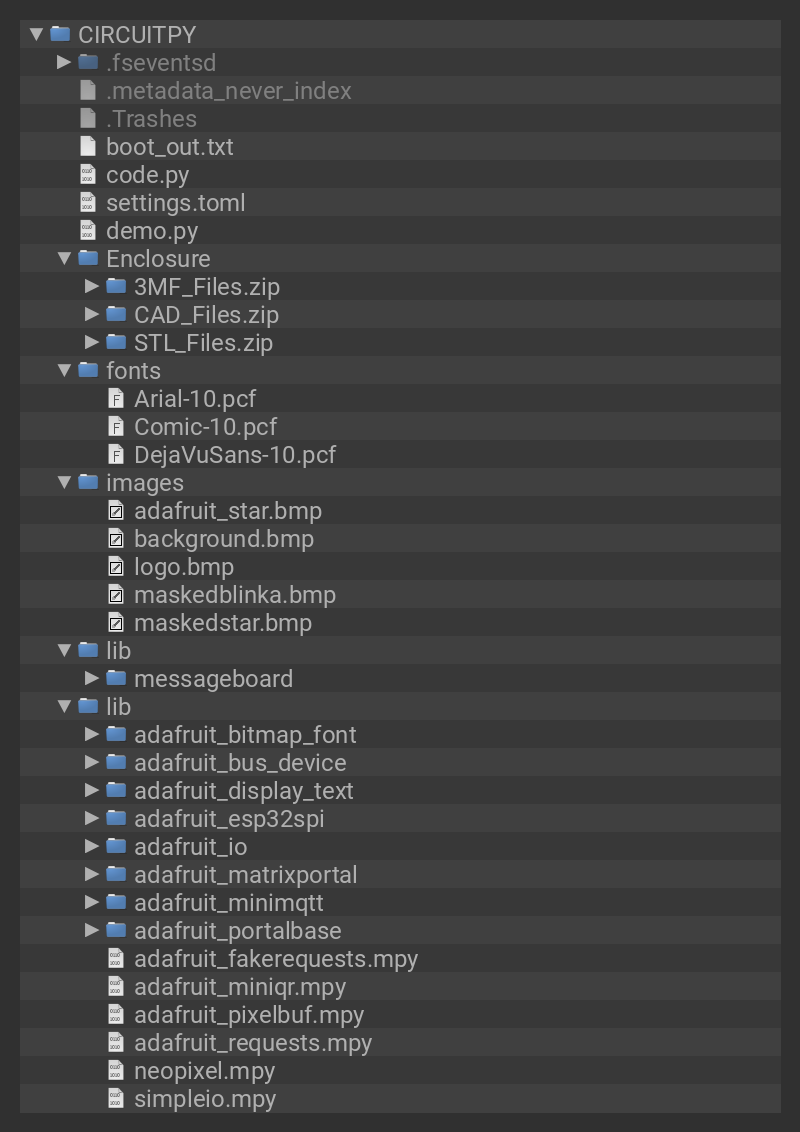 CIRCUITPY
.fseventsd
.metadata_never_index
.Trashes
boot_out.txt
code.py
settings.toml
demo.py
Enclosure
3MF_Files.zip
CAD_Files.zip
STL_Files.zip
fonts
Arial-10.pcf
Comic-10.pcf
DejaVuSans-10.pcf
images
adafruit_star.bmp
background.bmp
logo.bmp
maskedblinka.bmp
maskedstar.bmp
lib
messageboard
lib
adafruit_bitmap_font
adafruit_bus_device
adafruit_display_text
adafruit_esp32spi
adafruit_io
adafruit_matrixportal
adafruit_minimqtt
adafruit_portalbase
adafruit_fakerequests.mpy
adafruit_miniqr.mpy
adafruit_pixelbuf.mpy
adafruit_requests.mpy
neopixel.mpy
simpleio.mpy